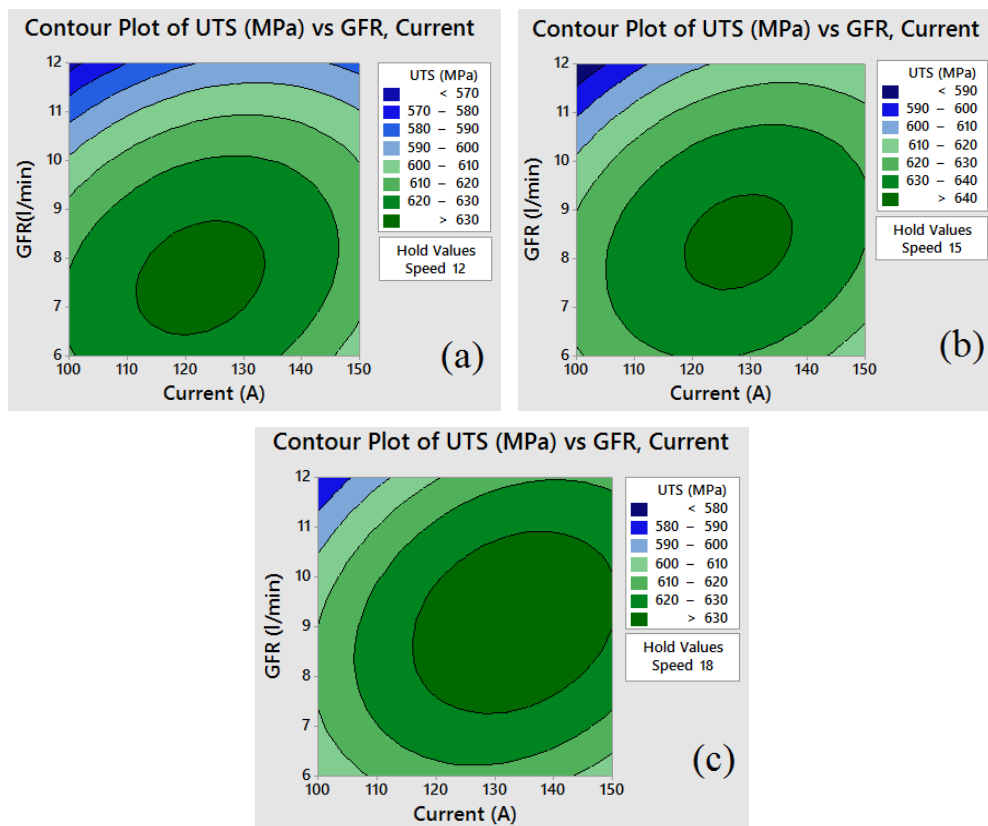 Contour Plot of UTS (MPa) vs GFR, Current
GFR(l/min)
12
11
10
9
8
7
6
100 110 120 130 140 150
Current (A)
UTS (MPa)
< 570
570 – 580
580 – 590
590 – 600
600 – 610
610 – 620
620 – 630
> 630
Hold Values
Speed 12
(a)
Contour Plot of UTS (MPa) vs GFR, Current
GFR (l/min)
12
11
10
9
8
7
6
100 110 120 130 140 150
Current (A)
UTS (MPa)
< 590
590 – 600
600 – 610
610 – 620
620 – 630
630 – 640
> 640
Hold Values
Speed 15
(b)
Contour Plot of UTS (MPa) vs GFR, Current
GFR (l/min)
12
11
10
9
8
7
6
100 110 120 130 140 150
Current (A)
UTS (MPa)
< 580
580 – 590
590 – 600
600 – 610
610 – 620
620 – 630
> 630
Hold Values
Speed 18
(c)